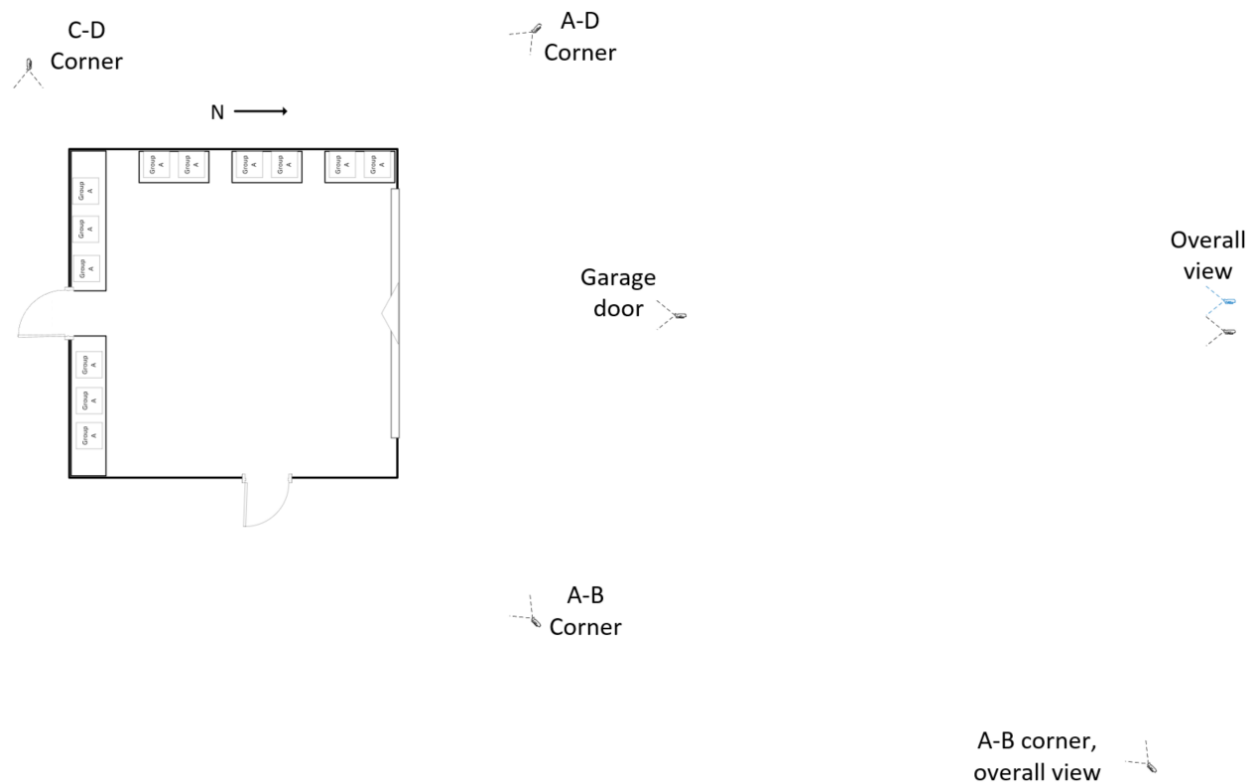 C-D
Corner
A-D
Corner
N
Group
A
Group
A
Group
A
Group
A
Group
A
Group
A
Group
A
Group
A
Group
A
Group
A
Group
A
Group
A
Garage
door
Overall
view
A-B
Corner
A-B corner,
overall view